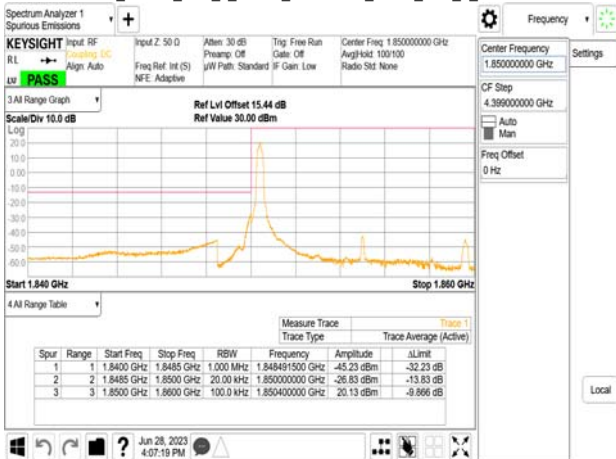 Spectrum Analyzer 1
Spurious Emissions
+
Frequency
KEYSIGHT Input: RF Input Z: 50 Ω Atten: 30 dB Trig: Free Run Center Freq: 1.850000000 GHz
RL Coupling: DC Preamp: Off Gate: Off Avg|Hold: 100/100
Align: Auto Freq Ref: Int (S) µW Path: Standard IF Gain: Low Radio Std: None
NFE: Adaptive
LV PASS
Center Frequency
1.850000000 GHz
Settings
CF Step
4.399000000 GHz
Auto
Man
Freq Offset
0 Hz
Local
3 All Range Graph
Ref Lvl Offset 15.44 dB
Scale/Div 10.0 dB Ref Value 30.00 dBm
Log
20.0
10.0
0.00
-10.0
-20.0
-30.0
-40.0
-50.0
-60.0
Start 1.840 GHz Stop 1.860 GHz
4 All Range Table
Measure Trace Trace 1
Trace Type Trace Average (Active)
Spur Range Start Freq Stop Freq RBW Frequency Amplitude ΔLimit
1 1 1.8400 GHz 1.8485 GHz 1.000 MHz 1.848491500 GHz -45.23 dBm -32.23 dB
2 2 1.8485 GHz 1.8500 GHz 20.00 kHz 1.850000000 GHz -26.83 dBm -13.83 dB
3 3 1.8500 GHz 1.8600 GHz 100.0 kHz 1.850400000 GHz 20.13 dBm -9.866 dB
? Jun 28, 2023
4:07:19 PM